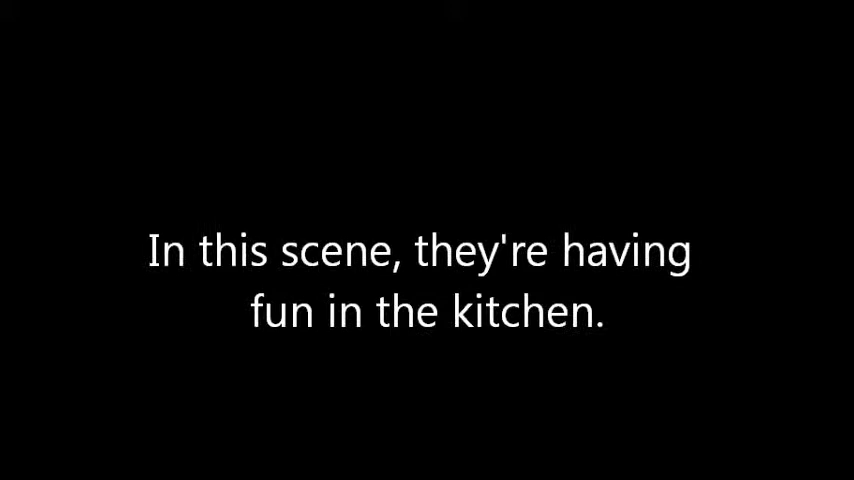 In this scene, they're having
fun in the kitchen.